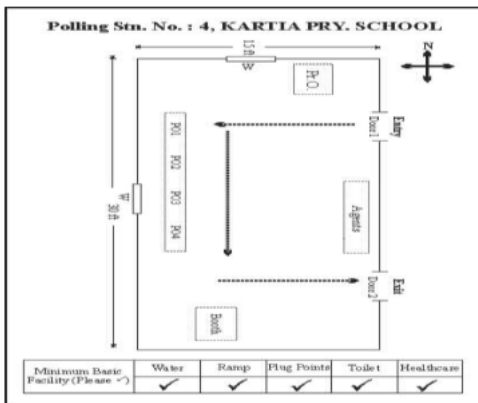 Polling Stn. No. : 4, KARTIA PRY. SCHOOL
15 ft
W
Pr.O.
N
Entry
Door 1
PO1
PO2
PO3
PO4
W
30 ft
Agents
Exit
Door 2
Booth
Minimum Basic Facility (Please ✓)
Water
Ramp
Plug Points
Toilet
Healthcare
✓ ✓ ✓ ✓ ✓